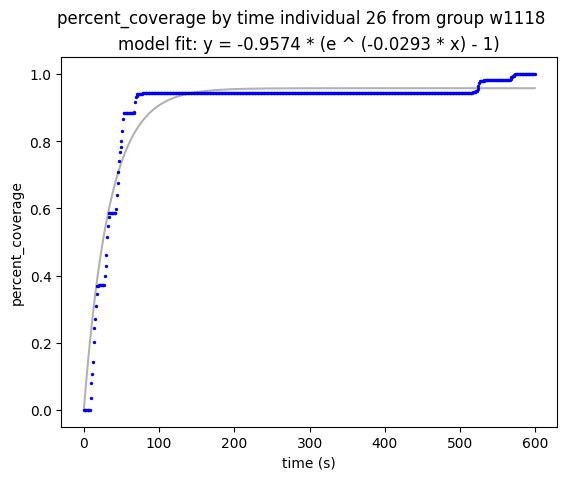 percent_coverage by time individual 26 from group w1118
model fit: y = -0.9574 * (e ^ (-0.0293 * x) - 1)
1.0
0.8
0.6
0.4
0.2
0.0
percent_coverage
0 100 200 300 400 500 600
time (s)